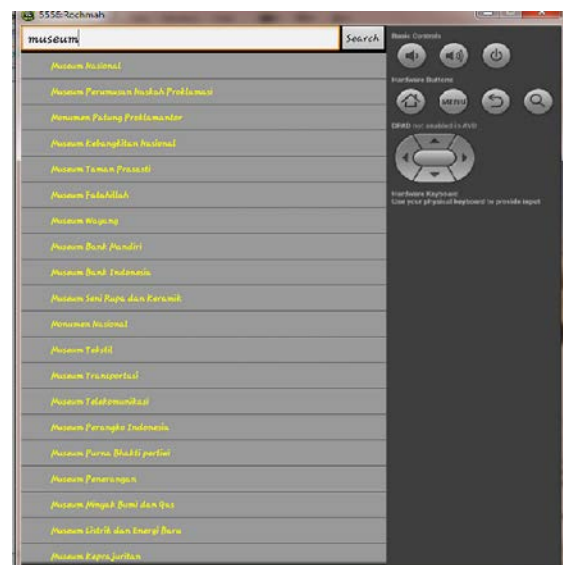 5556:Rochmah
museum
Search
Museum Nasional
Museum Perumusan Naskah Proklamasi
Monumen Patung Proklamantor
Museum Kebangkitan Nasional
Museum Taman Prasasti
Museum Fatahillah
Museum Wayang
Museum Bank Mandiri
Museum Bank Indonesia
Museum Seni Rupa dan Keramik
Monumen Nasional
Museum Tekstil
Museum Transportasi
Museum Telekomunikasi
Museum Perangko Indonesia
Museum Purna Bhakti pertiwi
Museum Penerangan
Museum Minyak Bumi dan Gas
Museum Listrik dan Energi Baru
Museum Keprajuritan
Basic Controls
Hardware Buttons
MENU
DPAD not enabled in AVD
Hardware Keyboard
Use your physical keyboard to provide input